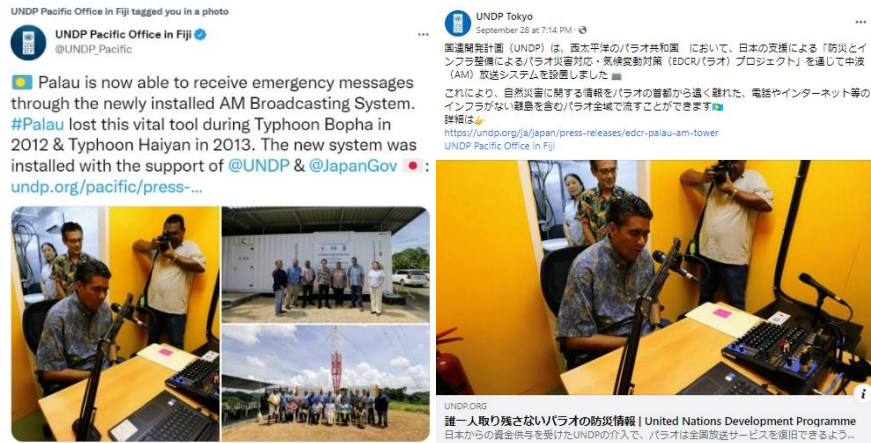 UNDP Pacific Office in Fiji tagged you in a photo
UNDP Pacific Office in Fiji
@UNDP_Pacific
Palau is now able to receive emergency messages
through the newly installed AM Broadcasting System.
#Palau lost this vital tool during Typhoon Bopha in
2012 & Typhoon Haiyan in 2013. The new system was
installed with the support of @UNDP & @JapanGov :
undp.org/pacific/press-...
UNDP Tokyo
September 28 at 7:14 PM ·
国連開発計画（UNDP）は、西太平洋のパラオ共和国 において、日本の支援による「防災とイ
ンフラ整備によるパラオ災害対応・気候変動対策（EDCRパラオ）プロジェクト」を通じて中波
（AM）放送システムを設置しました
これにより、自然災害に関する情報をパラオの首都から遠く離れた、電話やインターネット等の
インフラがない離島を含むパラオ全域で流すことができます
詳細は
https://undp.org/ja/japan/press-releases/edcr-palau-am-tower
UNDP Pacific Office in Fiji
UNDP.ORG
誰一人取り残さないパラオの防災情報 | United Nations Development Programme
日本からの資金供与を受けたUNDPの介入で、パラオは全国放送サービスを復旧できるよう...